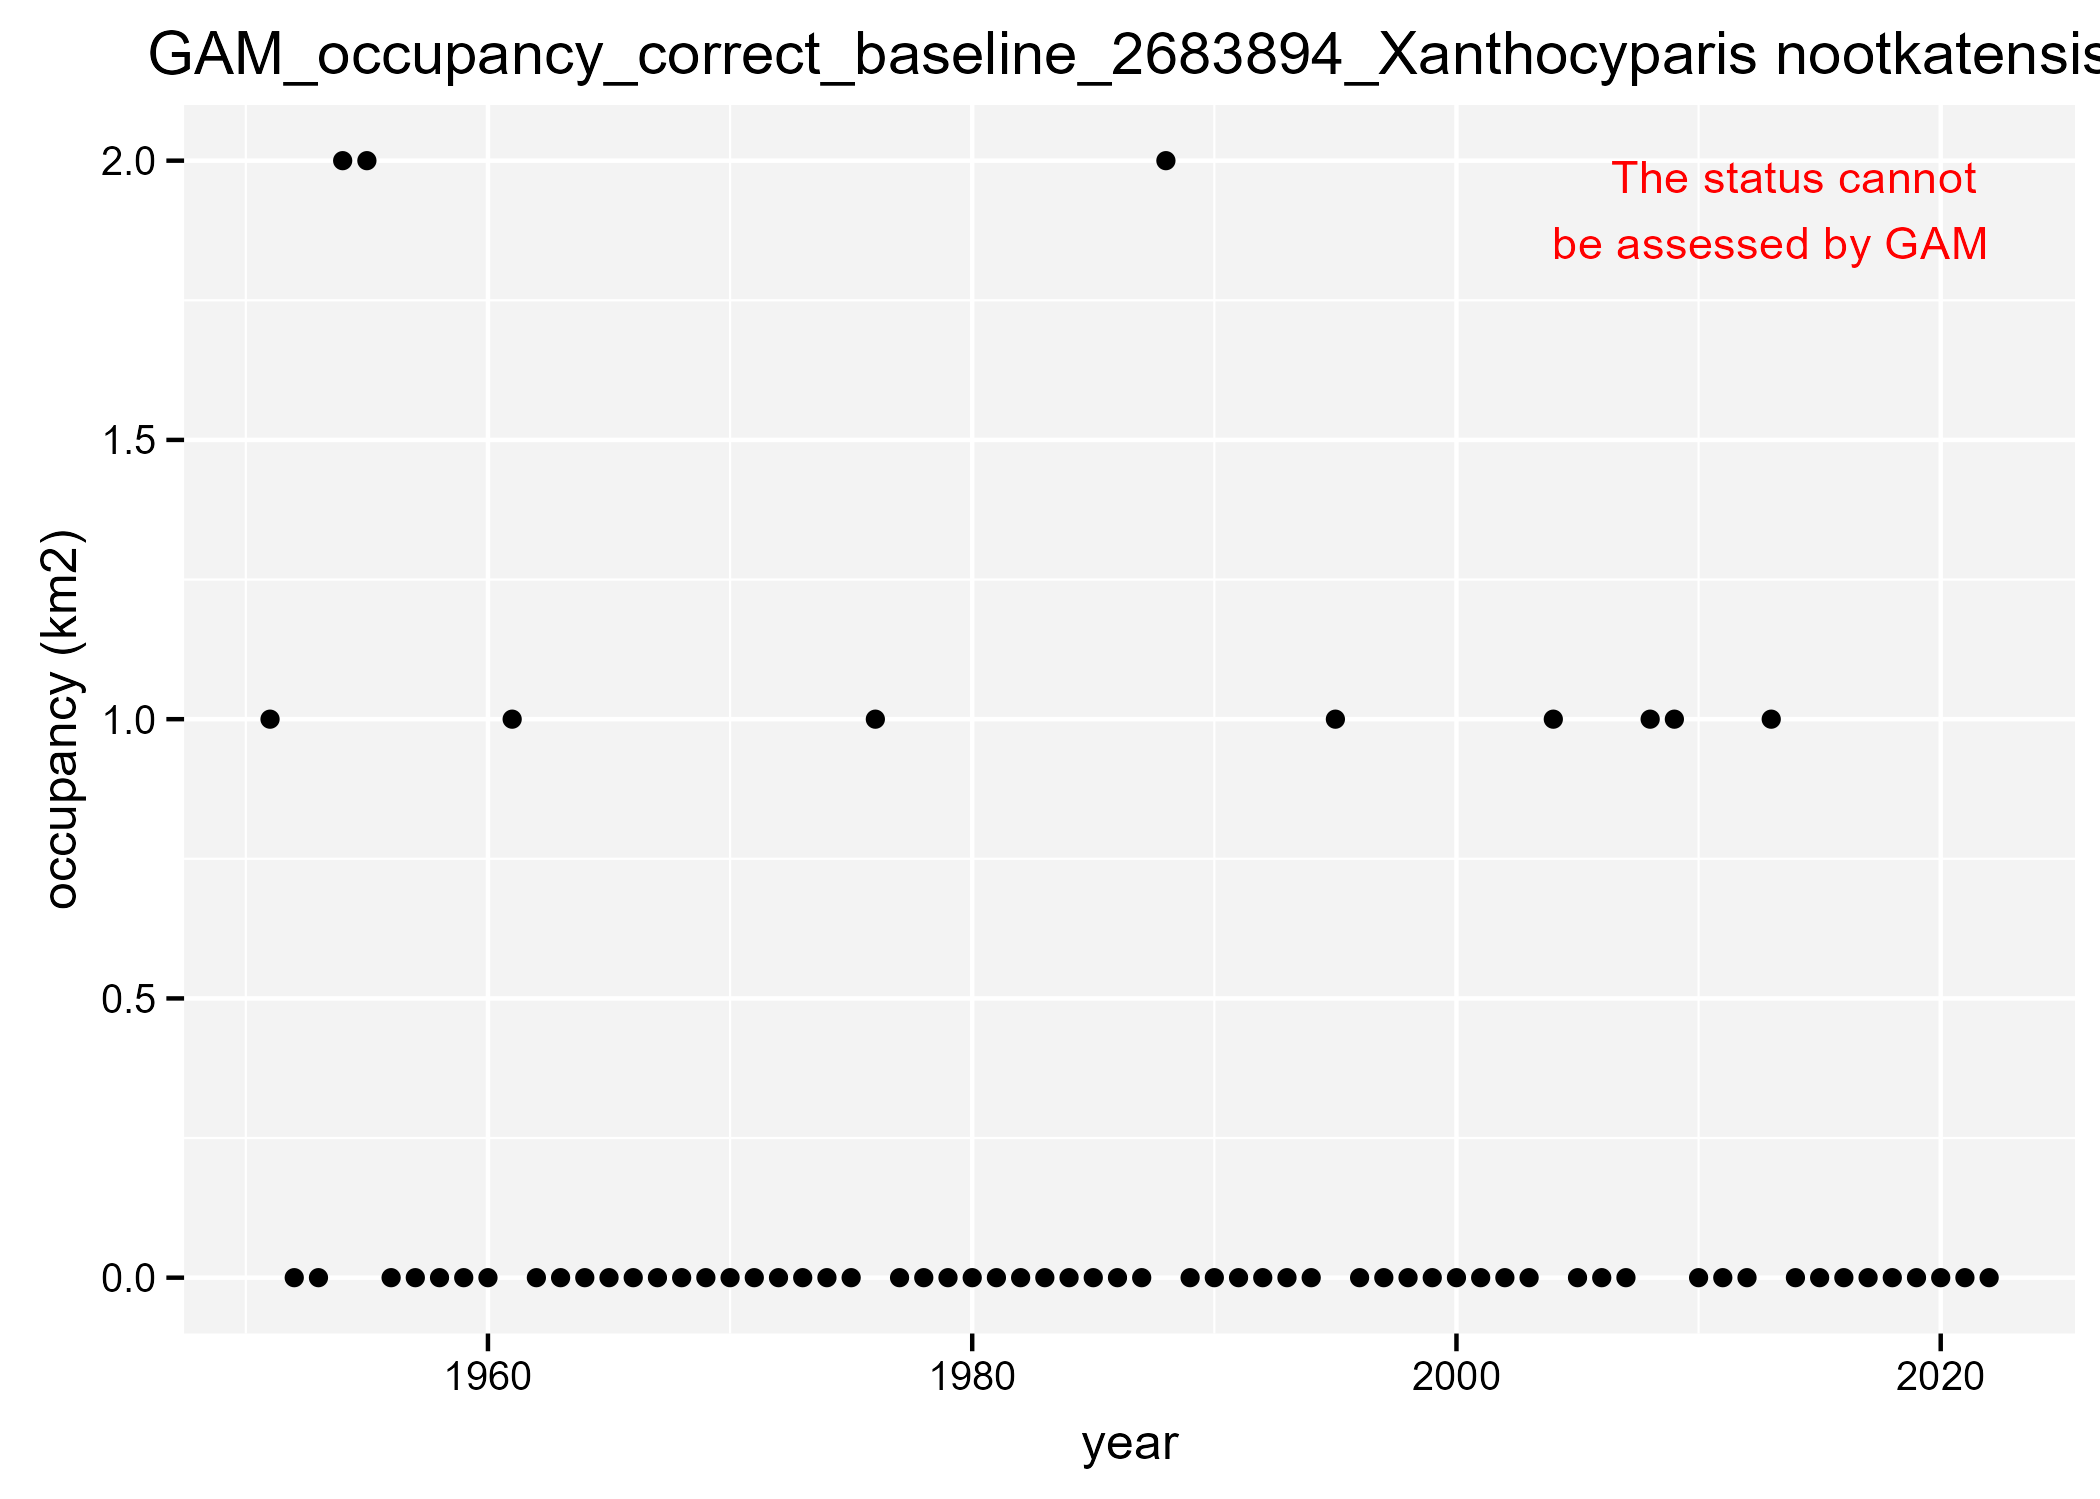 GAM_occupancy_correct_baseline_2683894_Xanthocyparis nootkatensis
The status cannot
be assessed by GAM
2.0
1.5
1.0
0.5
0.0
occupancy (km2)
1960 1980 2000 2020
year